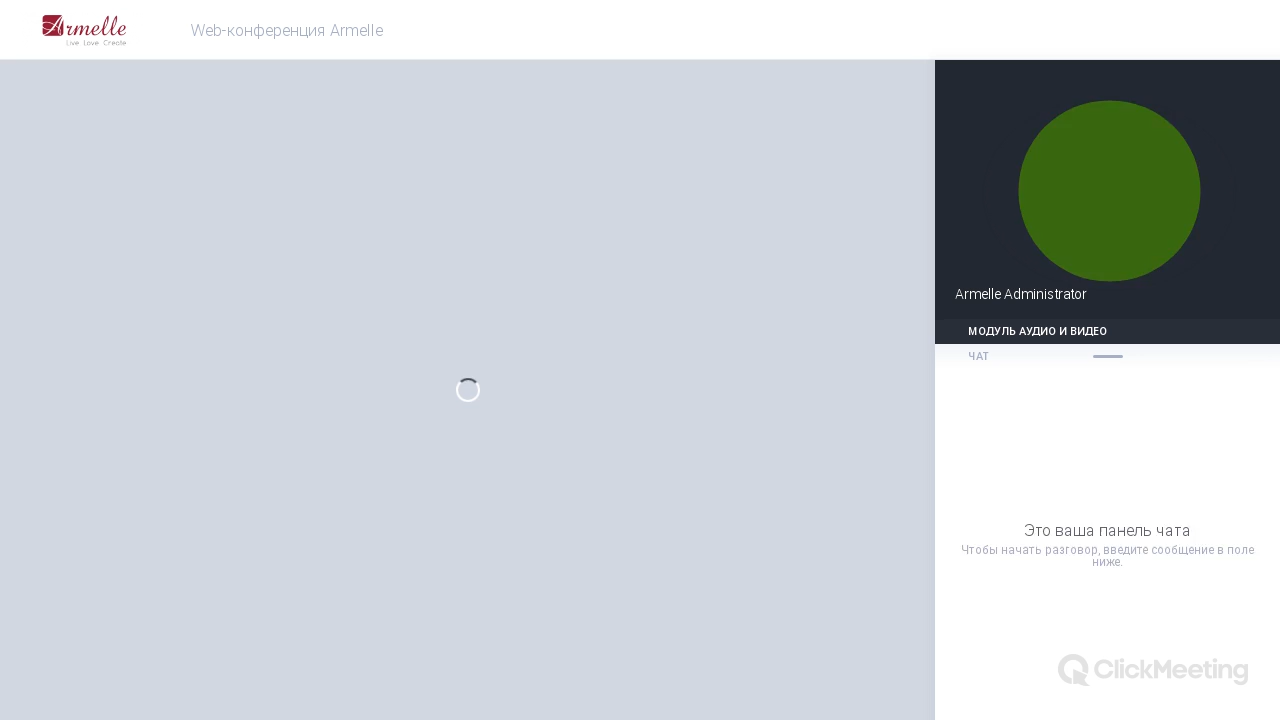 Armelle
Live Love Create
Web-конференция Armelle
Armelle Administrator
МОДУЛЬ АУДИО И ВИДЕО
ЧАТ
Это ваша панель чата
Чтобы начать разговор, введите сообщение в поле
ниже.
ClickMeeting